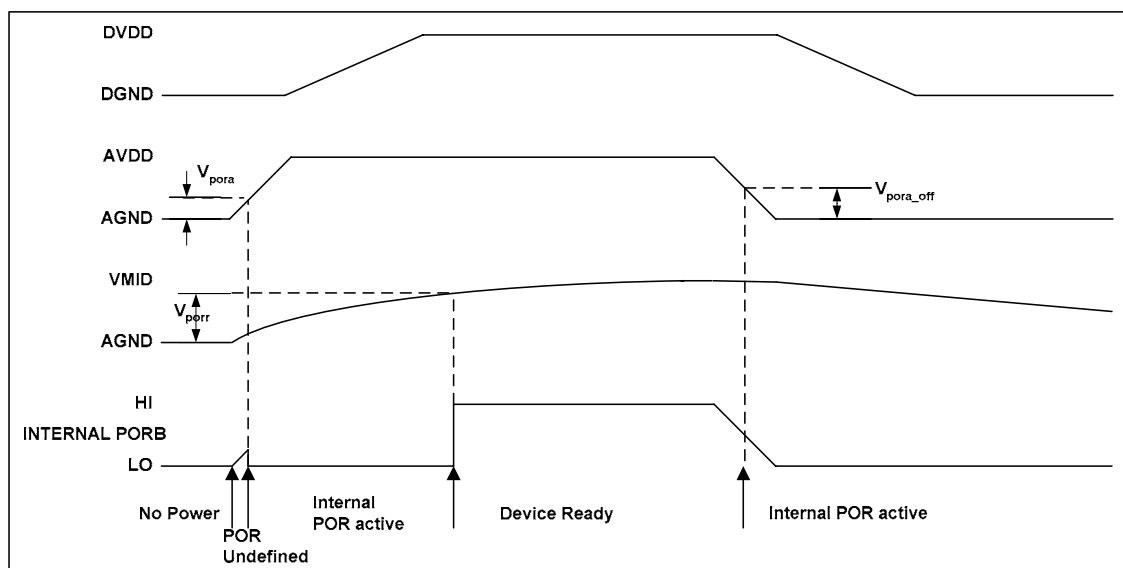 DVDD
DGND
AVDD
Vpora
Vpora_off
AGND
VMID
Vporr
AGND
HI
INTERNAL PORB
LO
No Power
POR
Undefined
Internal
POR active
Device Ready
Internal POR active